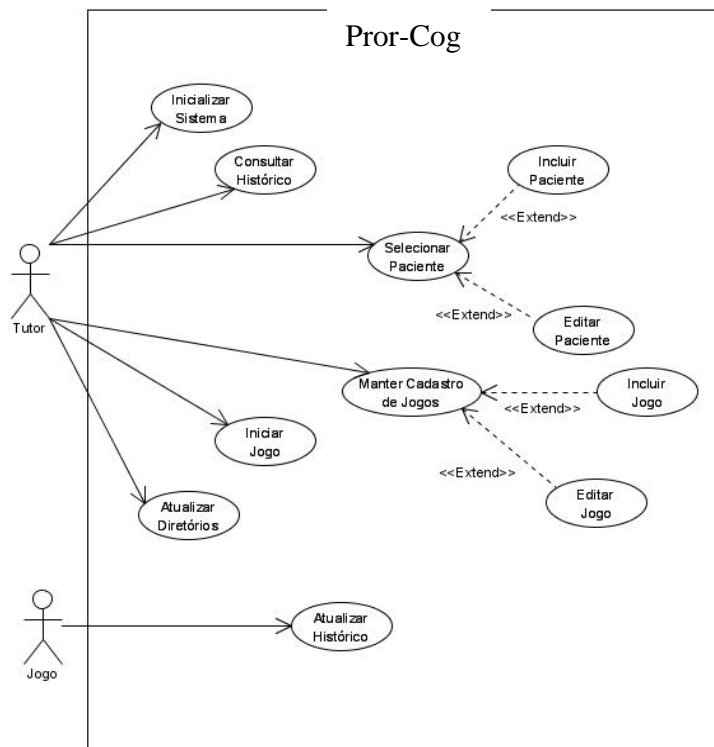 Pror-Cog
Inicializar
Sistema
Consultar
Histórico
Incluir
Paciente
<<Extend>>
Selecionar
Paciente
Tutor
<<Extend>>
Editar
Paciente
Manter Cadastro
de Jogos
Incluir
Jogo
<<Extend>>
Iniciar
Jogo
<<Extend>>
Editar
Jogo
Atualizar
Diretórios
Atualizar
Histórico
Jogo